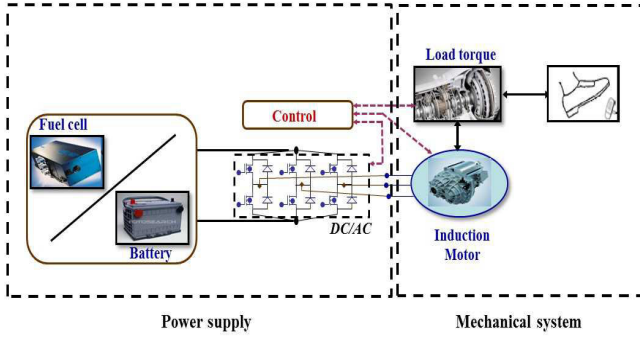 Load torque
Control
Fuel cell
Battery
DC/AC
Induction
Motor
Power supply
Mechanical system